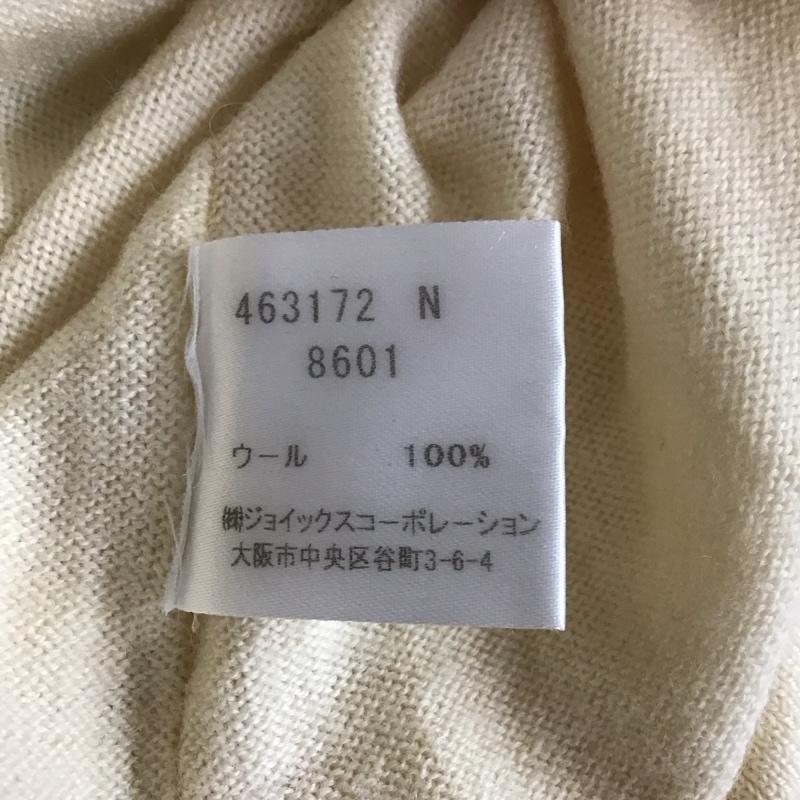 463172 N
8601
ウール 100%
㈱ジョイックスコーポレーション
大阪市中央区谷町3-6-4